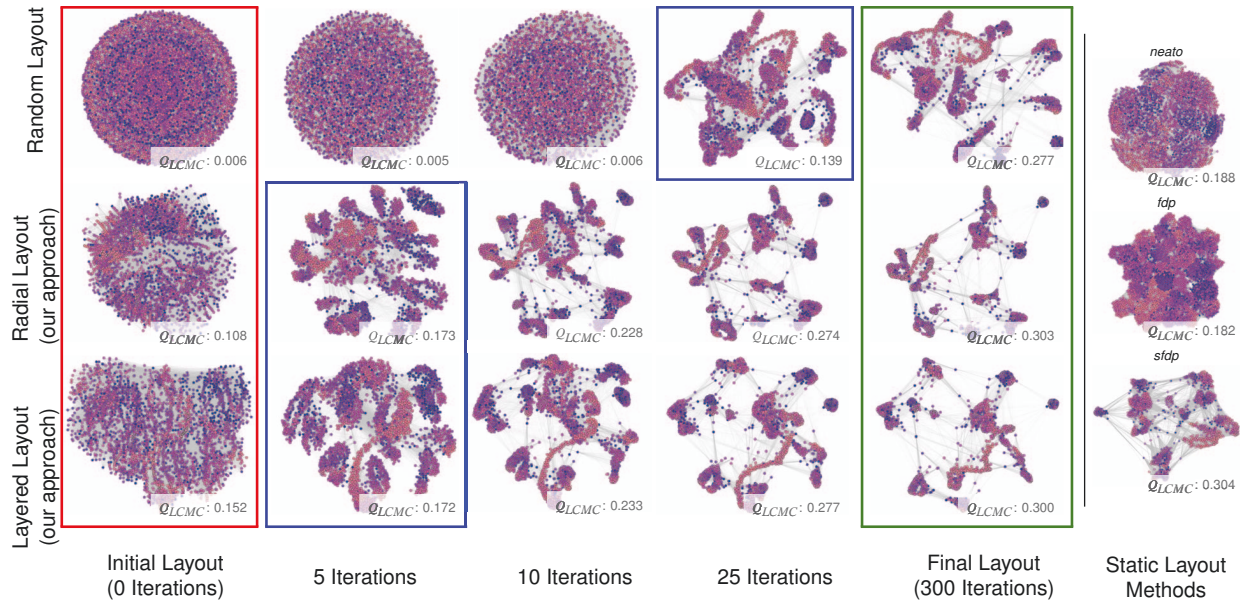 Random Layout
Q_LCMC: 0.006
Q_LCMC: 0.005
Q_LCMC: 0.006
Q_LCMC: 0.139
Q_LCMC: 0.277
neato
Q_LCMC: 0.188
Radial Layout
(our approach)
Q_LCMC: 0.108
Q_LCMC: 0.173
Q_LCMC: 0.228
Q_LCMC: 0.274
Q_LCMC: 0.303
fdp
Q_LCMC: 0.182
Layered Layout
(our approach)
Q_LCMC: 0.152
Q_LCMC: 0.172
Q_LCMC: 0.233
Q_LCMC: 0.277
Q_LCMC: 0.300
sfdp
Q_LCMC: 0.304
Initial Layout
(0 Iterations)
5 Iterations
10 Iterations
25 Iterations
Final Layout
(300 Iterations)
Static Layout
Methods